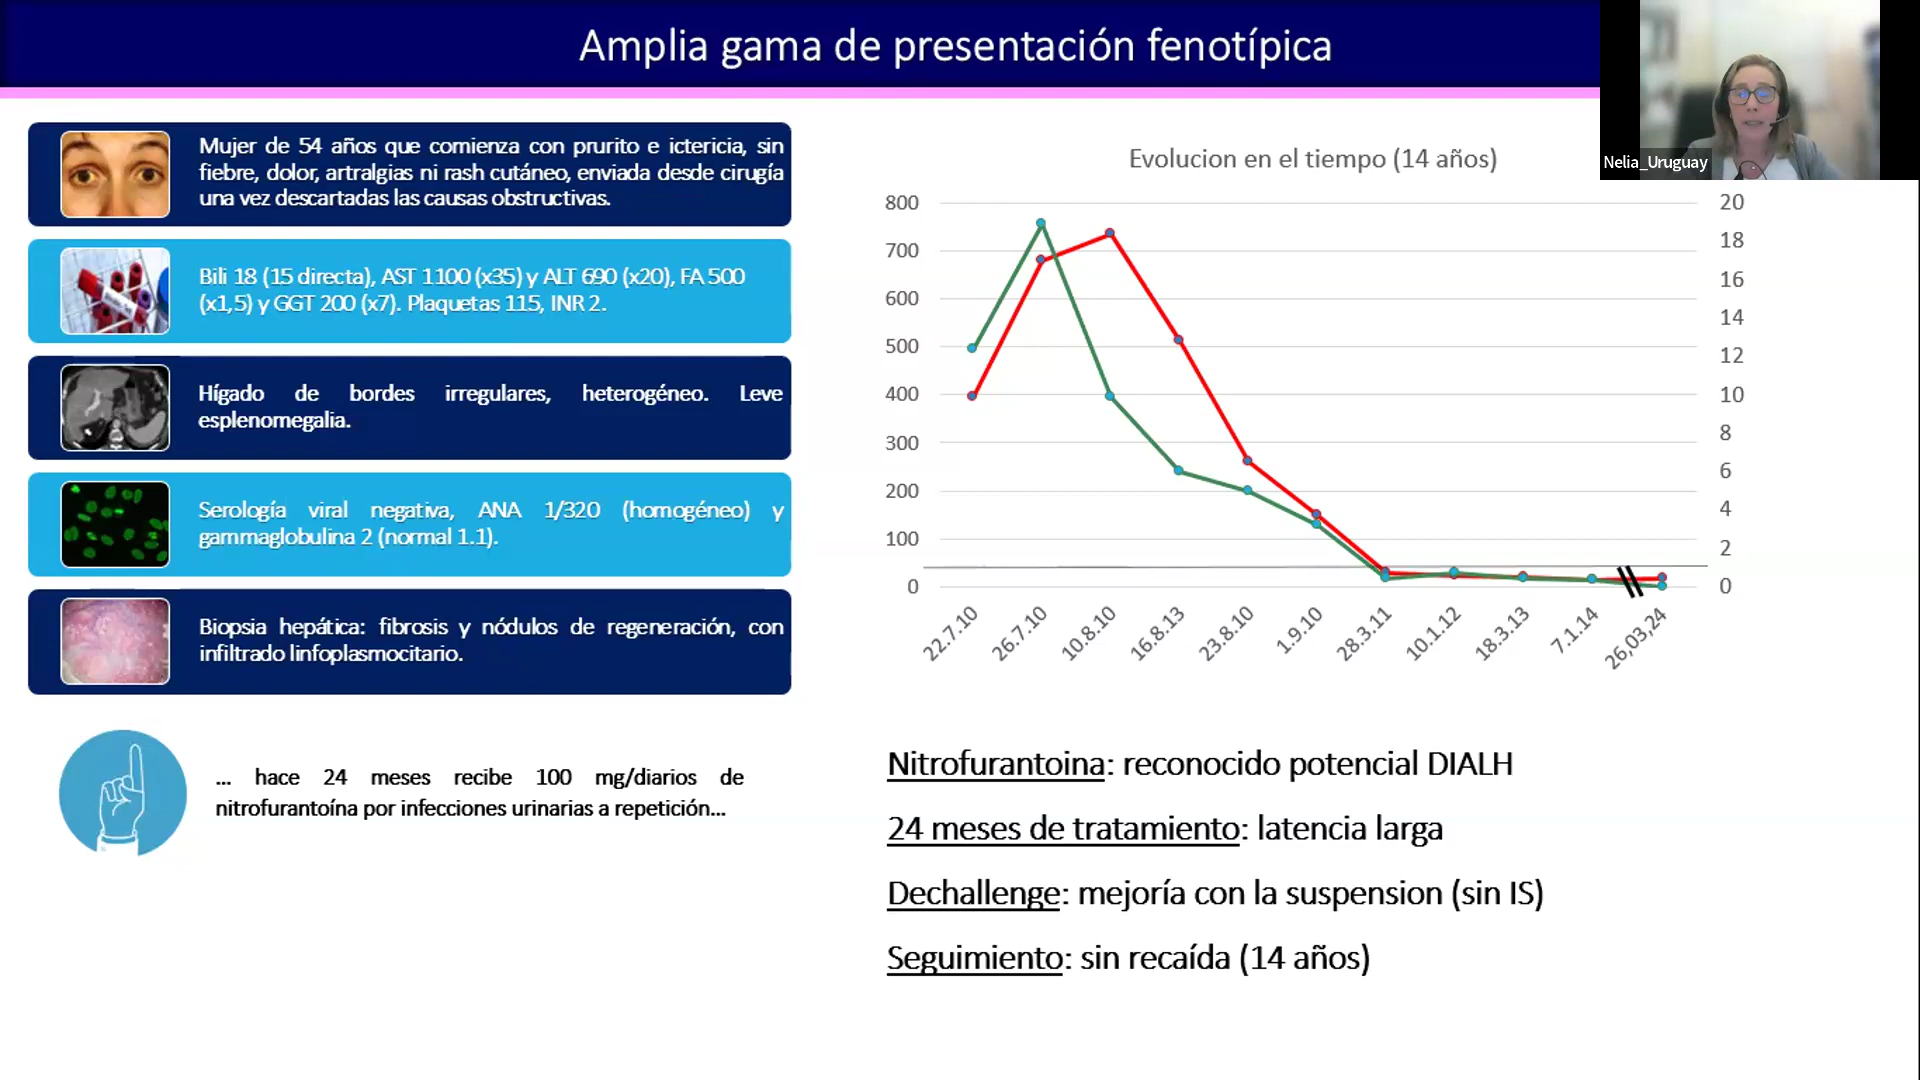 Amplia gama de presentación fenotípica
Nelia_Uruguay
Mujer de 54 años que comienza con prurito e ictericia, sin
fiebre, dolor, artralgias ni rash cutáneo, enviada desde cirugía
una vez descartadas las causas obstructivas.
Bili 18 (15 directa), AST 1100 (x35) y ALT 690 (x20), FA 500
(x1,5) y GGT 200 (x7). Plaquetas 115, INR 2.
Hígado de bordes irregulares, heterogéneo. Leve
esplenomegalia.
Serología viral negativa, ANA 1/320 (homogéneo) y
gammaglobulina 2 (normal 1.1).
Biopsia hepática: fibrosis y nódulos de regeneración, con
infiltrado linfoplasmocitario.
... hace 24 meses recibe 100 mg/diarios de
nitrofurantoína por infecciones urinarias a repetición...
Evolucion en el tiempo (14 años)
800
700
600
500
400
300
200
100
0
20
18
16
14
12
10
8
6
4
2
0
22.7.10
26.7.10
10.8.10
16.8.13
23.8.10
1.9.10
28.3.11
10.1.12
18.3.13
7.1.14
26,03,24
Nitrofurantoina: reconocido potencial DIALH
24 meses de tratamiento: latencia larga
Dechallenge: mejoría con la suspension (sin IS)
Seguimiento: sin recaída (14 años)